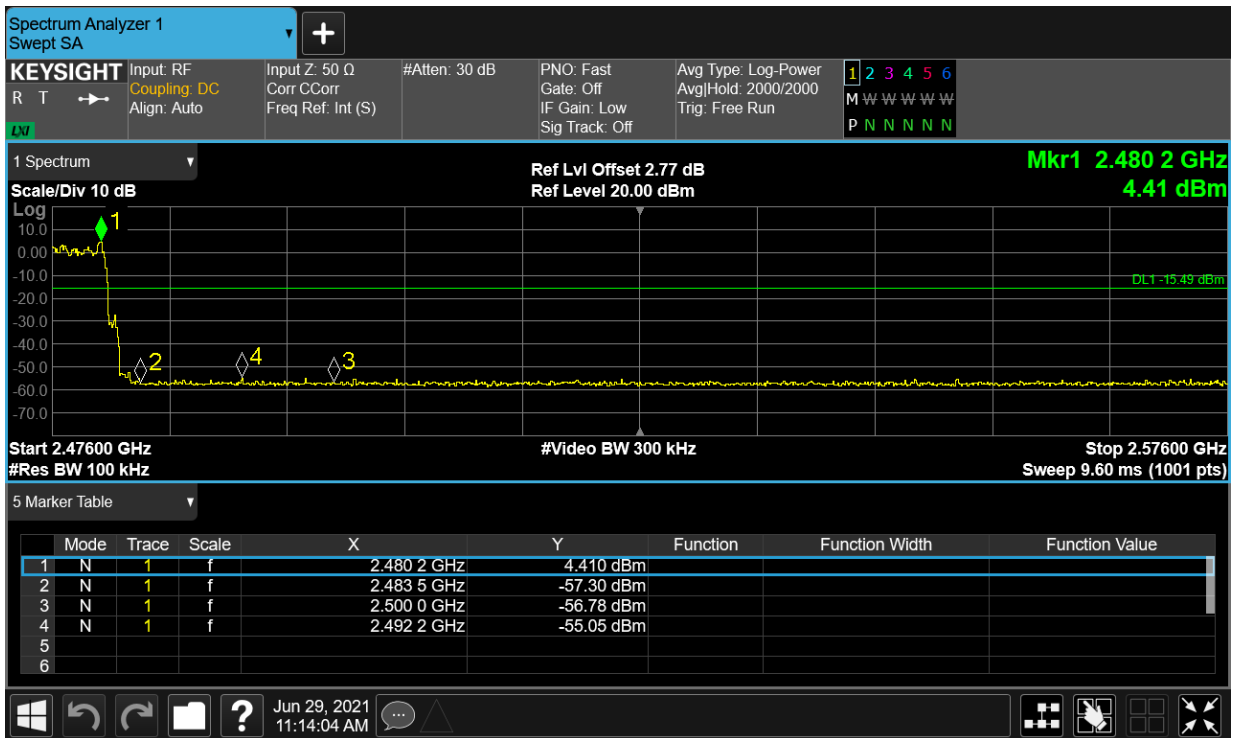 Spectrum Analyzer 1
Swept SA
+
KEYSIGHT Input: RF Input Z: 50 Ω #Atten: 30 dB PNO: Fast Avg Type: Log-Power 1 2 3 4 5 6
R T Coupling: DC Corr CCorr Gate: Off Avg|Hold: 2000/2000 M W W W W W
Align: Auto Freq Ref: Int (S) IF Gain: Low Trig: Free Run
LXI Sig Track: Off P N N N N N
1 Spectrum Ref Lvl Offset 2.77 dB Mkr1 2.480 2 GHz
Scale/Div 10 dB Ref Level 20.00 dBm 4.41 dBm
Log
1
10.0
0.00
-10.0
DL1 -15.49 dBm
-20.0
-30.0
-40.0
2 4 3
-50.0
-60.0
-70.0
Start 2.47600 GHz #Video BW 300 kHz Stop 2.57600 GHz
#Res BW 100 kHz Sweep 9.60 ms (1001 pts)
5 Marker Table
Mode Trace Scale X Y Function Function Width Function Value
1 N 1 f 2.480 2 GHz 4.410 dBm
2 N 1 f 2.483 5 GHz -57.30 dBm
3 N 1 f 2.500 0 GHz -56.78 dBm
4 N 1 f 2.492 2 GHz -55.05 dBm
5
6
? Jun 29, 2021
11:14:04 AM